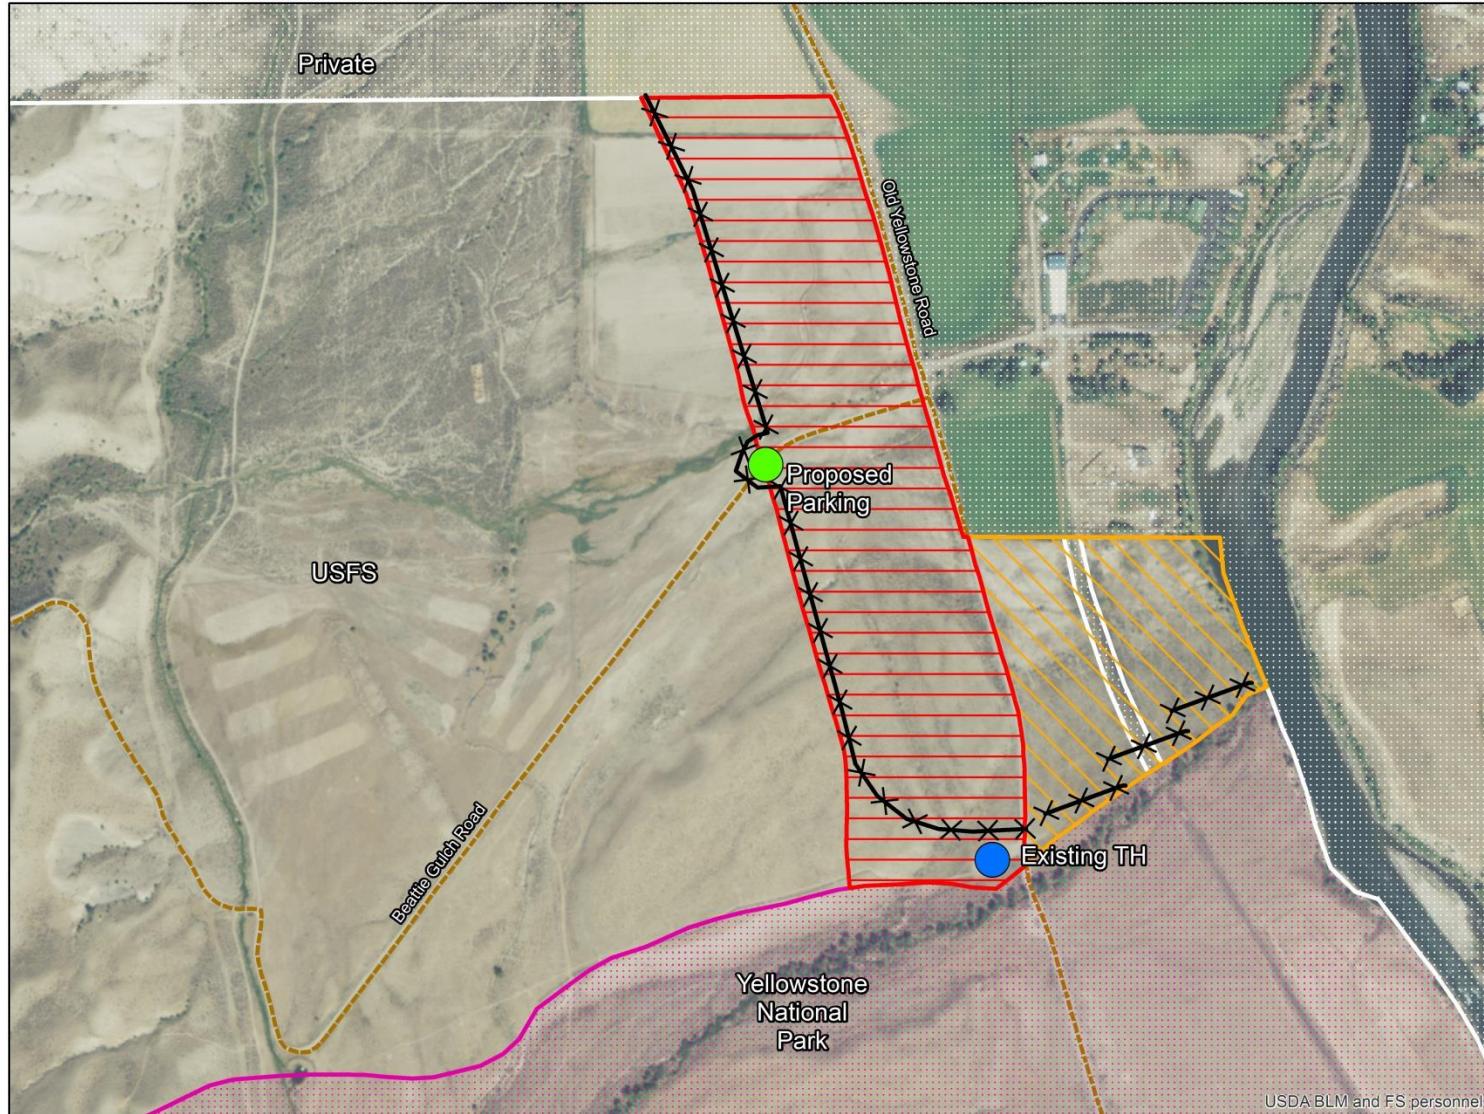 Private
Old Yellowstone Road
Proposed
Parking
USFS
Existing TH
Beattie Gulch Road
Yellowstone
National
Park
USDA BLM and FS personnel